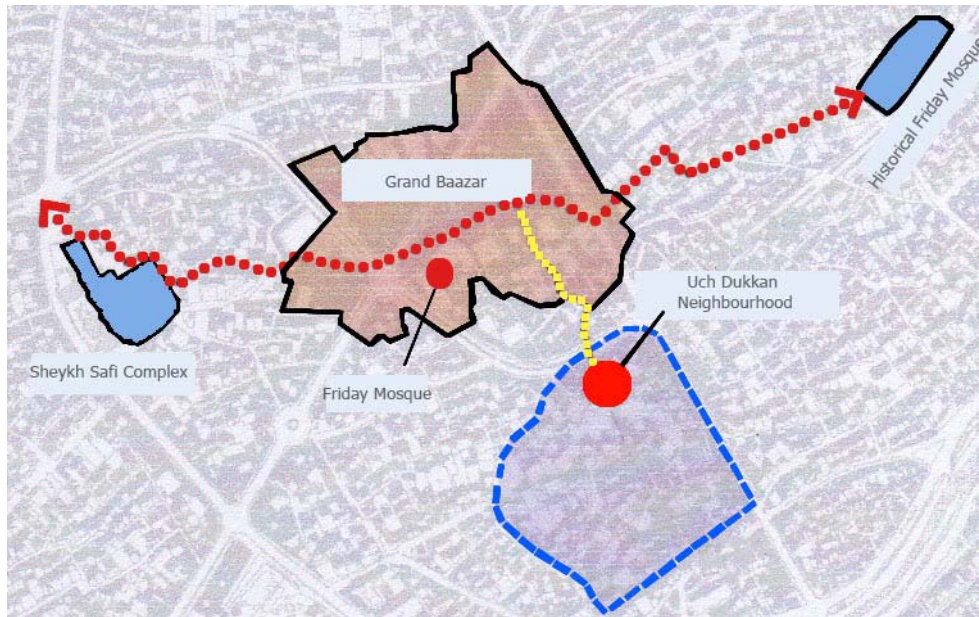 Historical Friday Mosque
Grand Baazar
Uch Dukkan
Neighbourhood
Sheykh Safi Complex
Friday Mosque